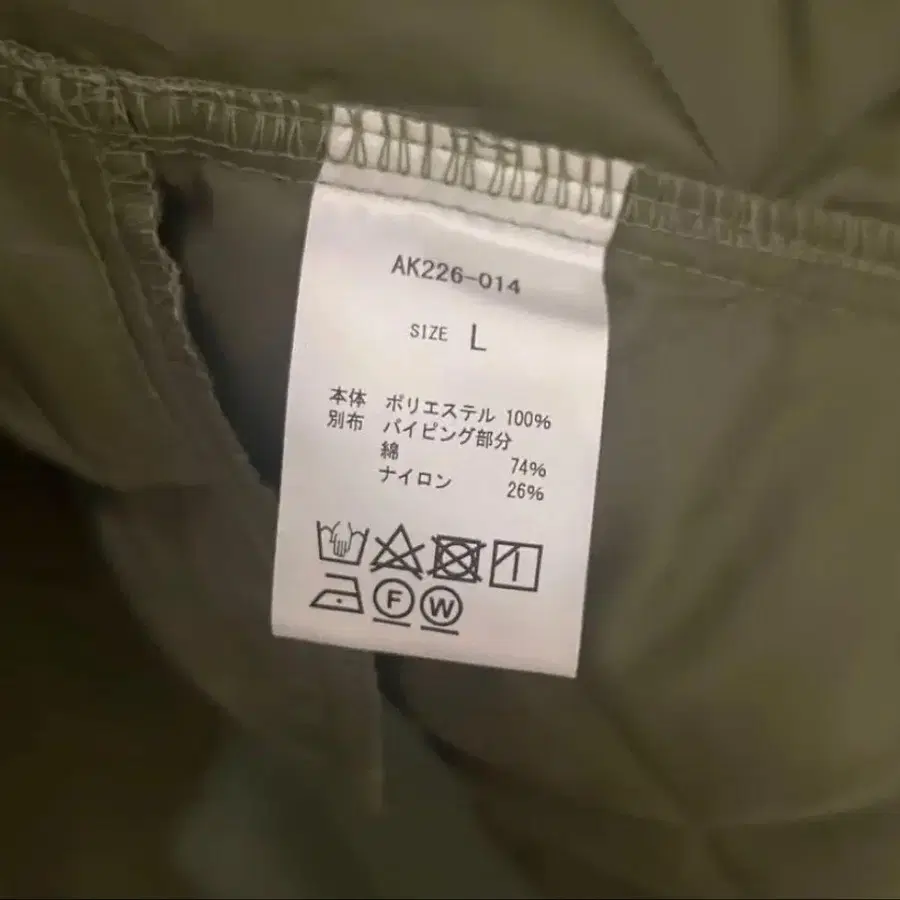 AK226-014
SIZE L
本体 ポリエステル 100%
別布 パイピング部分
綿 74%
ナイロン 26%
F W